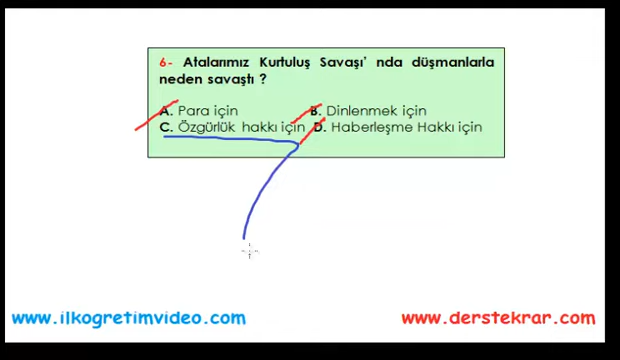 6- Atalarımız Kurtuluş Savaşı' nda düşmanlarla
neden savaştı ?
A. Para için B. Dinlenmek için
C. Özgürlük hakkı için D. Haberleşme Hakkı için
www.ilkogretimvideo.com www.derstekrar.com